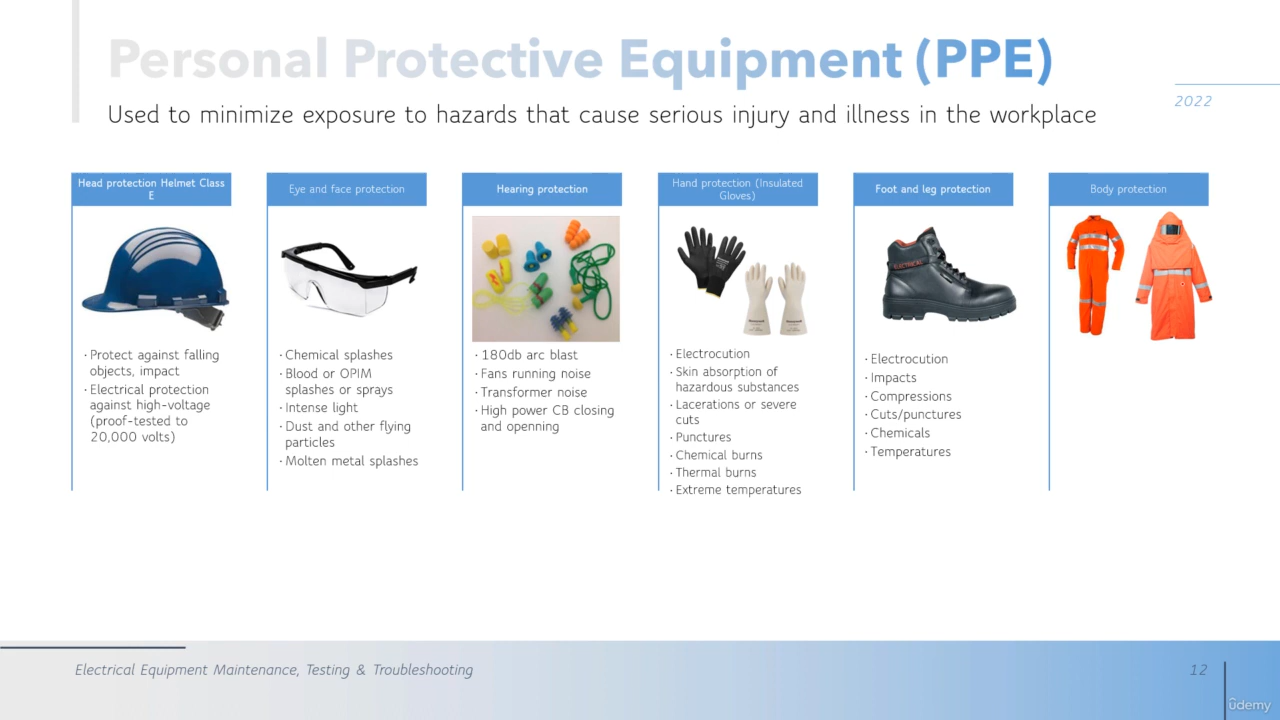 Personal Protective Equipment (PPE)
Used to minimize exposure to hazards that cause serious injury and illness in the workplace
2022
Head protection Helmet Class
E
· Protect against falling
objects, impact
· Electrical protection
against high-voltage
(proof-tested to
20,000 volts)
Eye and face protection
· Chemical splashes
· Blood or OPIM
splashes or sprays
· Intense light
· Dust and other flying
particles
· Molten metal splashes
Hearing protection
· 180db arc blast
· Fans running noise
· Transformer noise
· High power CB closing
and openning
Hand protection (Insulated
Gloves)
· Electrocution
· Skin absorption of
hazardous substances
· Lacerations or severe
cuts
· Punctures
· Chemical burns
· Thermal burns
· Extreme temperatures
Foot and leg protection
ELECTRICAL
· Electrocution
· Impacts
· Compressions
· Cuts/punctures
· Chemicals
· Temperatures
Body protection
Electrical Equipment Maintenance, Testing & Troubleshooting
12
ûdemy